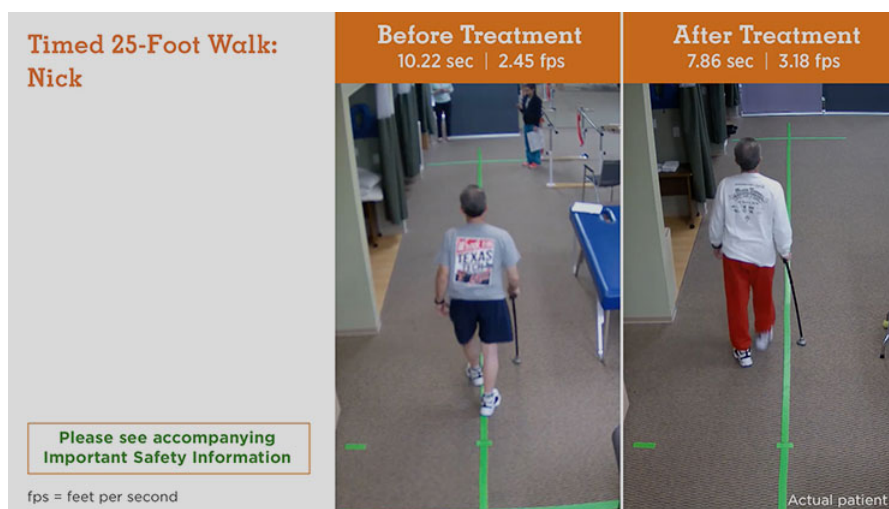 Timed 25-Foot Walk:
Nick
Before Treatment
10.22 sec | 2.45 fps
After Treatment
7.86 sec | 3.18 fps
TEXAS
TECH
Please see accompanying
Important Safety Information
fps = feet per second
Actual patient